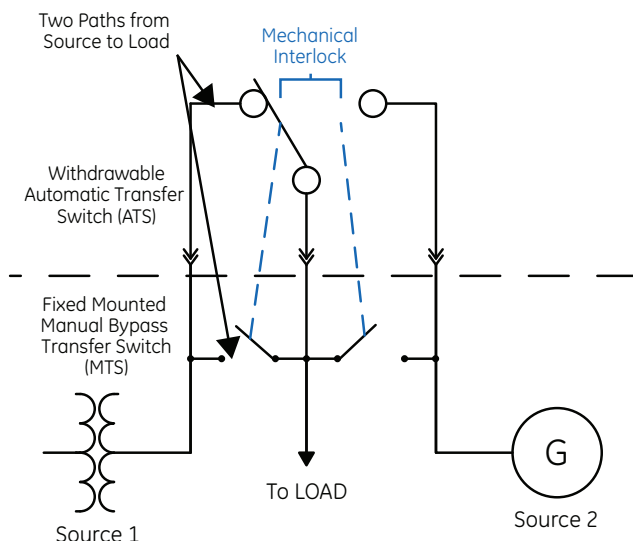 Two Paths from
Source to Load
Mechanical
Interlock
Withdrawable
Automatic Transfer
Switch (ATS)
Fixed Mounted
Manual Bypass
Transfer Switch
(MTS)
G
To LOAD
Source 1
Source 2